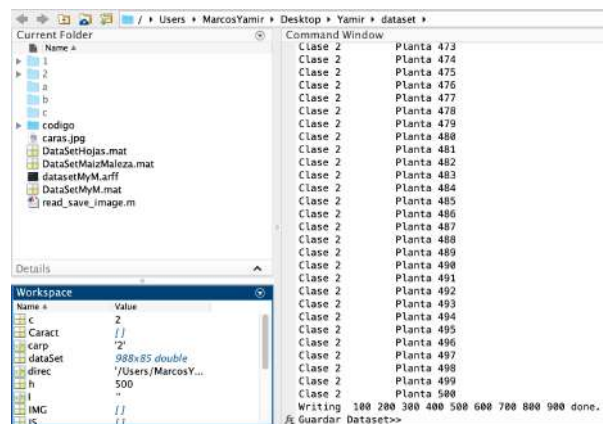 / ▸ Users ▸ MarcosYamir ▸ Desktop ▸ Yamir ▸ dataset ▸
Current Folder
Name
1
2
a
b
c
codigo
caras.jpg
DataSetHojas.mat
DataSetMaizMaleza.mat
datasetMyM.arff
DataSetMyM.mat
read_save_image.m
Details
Workspace
Name Value
c 2
Caract []
carp '2'
dataSet 988x85 double
direc '/Users/MarcosY...
h 500
I ''
IMG []
IS []
Command Window
Clase 2 Planta 473
Clase 2 Planta 474
Clase 2 Planta 475
Clase 2 Planta 476
Clase 2 Planta 477
Clase 2 Planta 478
Clase 2 Planta 479
Clase 2 Planta 480
Clase 2 Planta 481
Clase 2 Planta 482
Clase 2 Planta 483
Clase 2 Planta 484
Clase 2 Planta 485
Clase 2 Planta 486
Clase 2 Planta 487
Clase 2 Planta 488
Clase 2 Planta 489
Clase 2 Planta 490
Clase 2 Planta 491
Clase 2 Planta 492
Clase 2 Planta 493
Clase 2 Planta 494
Clase 2 Planta 495
Clase 2 Planta 496
Clase 2 Planta 497
Clase 2 Planta 498
Clase 2 Planta 499
Clase 2 Planta 500
Writing 100 200 300 400 500 600 700 800 900 done.
fx Guardar Dataset>>